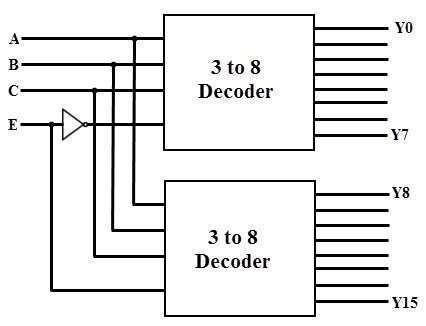 A
B
C
E
3 to 8
Decoder
Y0
Y7
3 to 8
Decoder
Y8
Y15